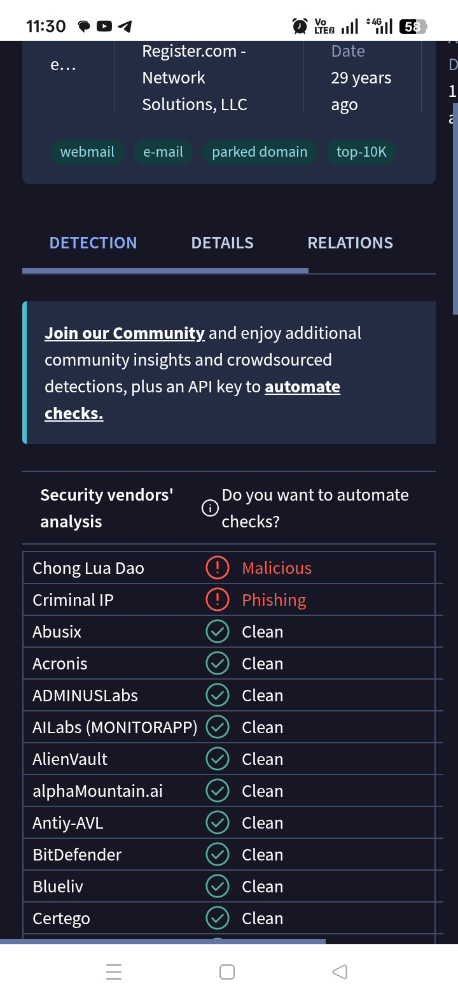 11:30
Vo
LTE2
4G
58
e…
Register.com -
Network
Solutions, LLC
Date
29 years
ago
D
1
webmail
e-mail
parked domain
top-10K
DETECTION
DETAILS
RELATIONS
Join our Community and enjoy additional
community insights and crowdsourced
detections, plus an API key to automate
checks.
Security vendors'
analysis
Do you want to automate
checks?
Chong Lua Dao Malicious
Criminal IP Phishing
Abusix Clean
Acronis Clean
ADMINUSLabs Clean
AILabs (MONITORAPP) Clean
AlienVault Clean
alphaMountain.ai Clean
Antiy-AVL Clean
BitDefender Clean
Blueliv Clean
Certego Clean